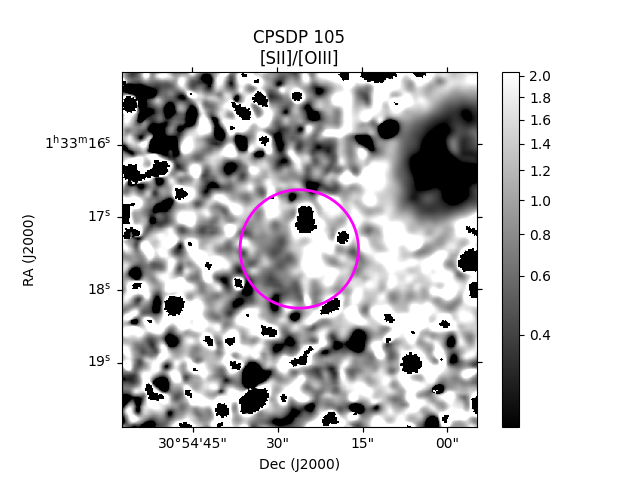 CPSDP 105
[SII]/[OIII]
1ʰ33ᵐ16ˢ
17ˢ
18ˢ
19ˢ
RA (J2000)
30°54'45"
30"
15"
00"
Dec (J2000)
2.0
1.8
1.6
1.4
1.2
1.0
0.8
0.6
0.4